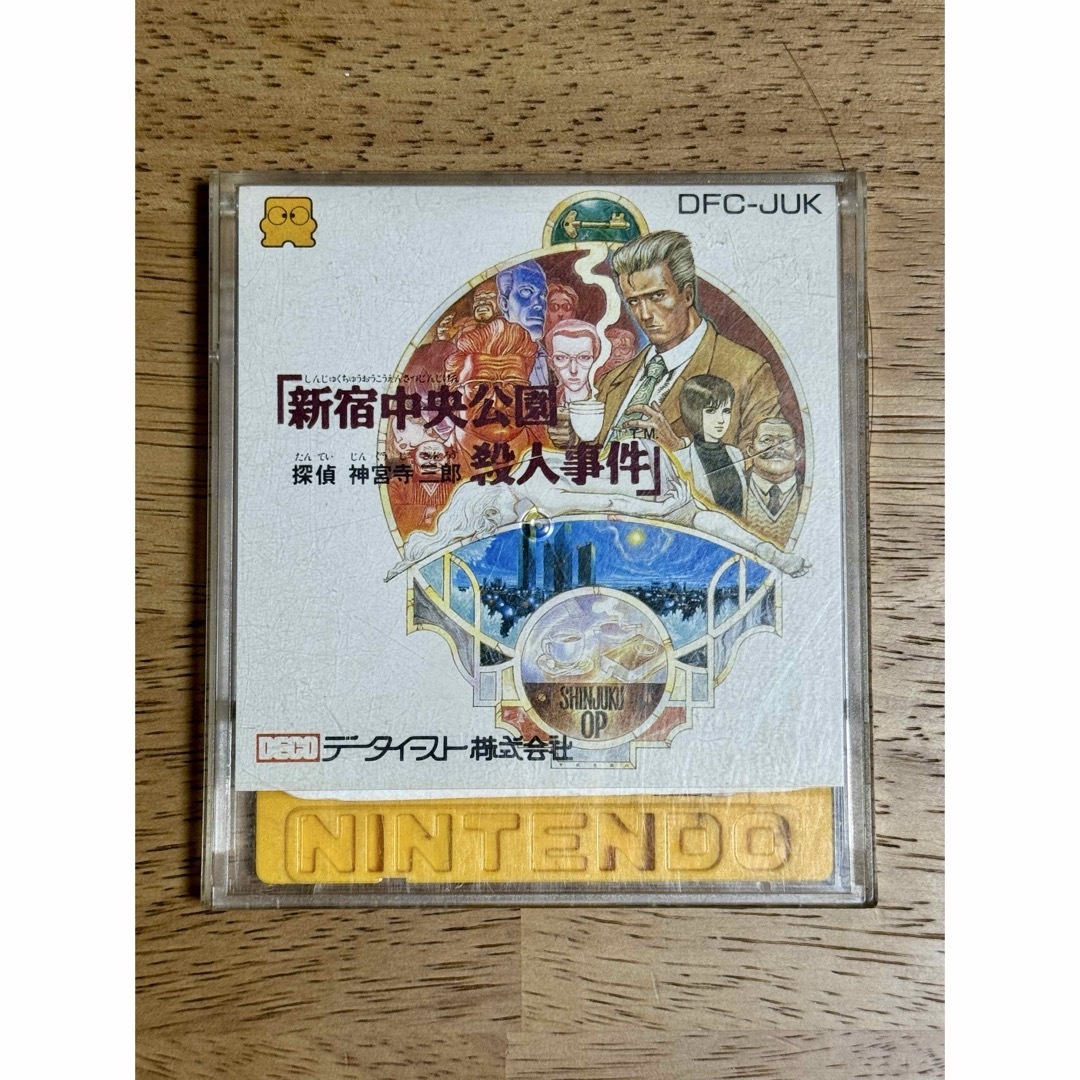 DFC-JUK
しんじゅくちゅうおうこうえんさつじんじけん
「新宿中央公園
T.M.
たんてい じんぐうじ さぶろう
探偵 神宮寺三郎 殺人事件」
SHINJUKU
OP
DECO データイースト株式会社
NINTENDO